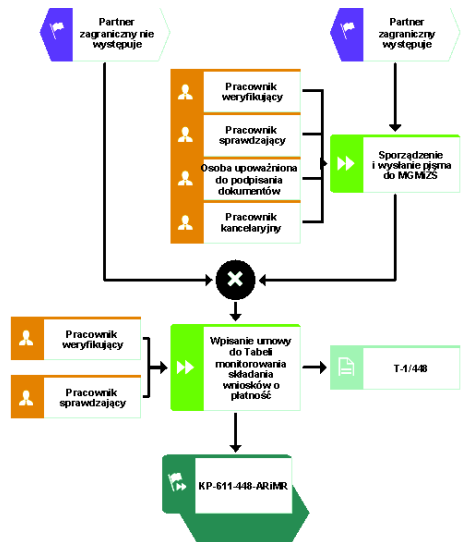 Partner
zagraniczny nie
występuje
Partner
zagraniczny
występuje
Pracownik
weryfikujący
Pracownik
sprawdzający
Osoba upoważniona
do podpisania
dokumentów
Pracownik
kancelaryjny
Sporządzenie
i wysłanie pisma
do MGMiŻŚ
Pracownik
weryfikujący
Pracownik
sprawdzający
Wpisanie umowy
do Tabeli
monitorowania
składania
wniosków o
płatność
T-1/448
KP-611-448-ARiMR